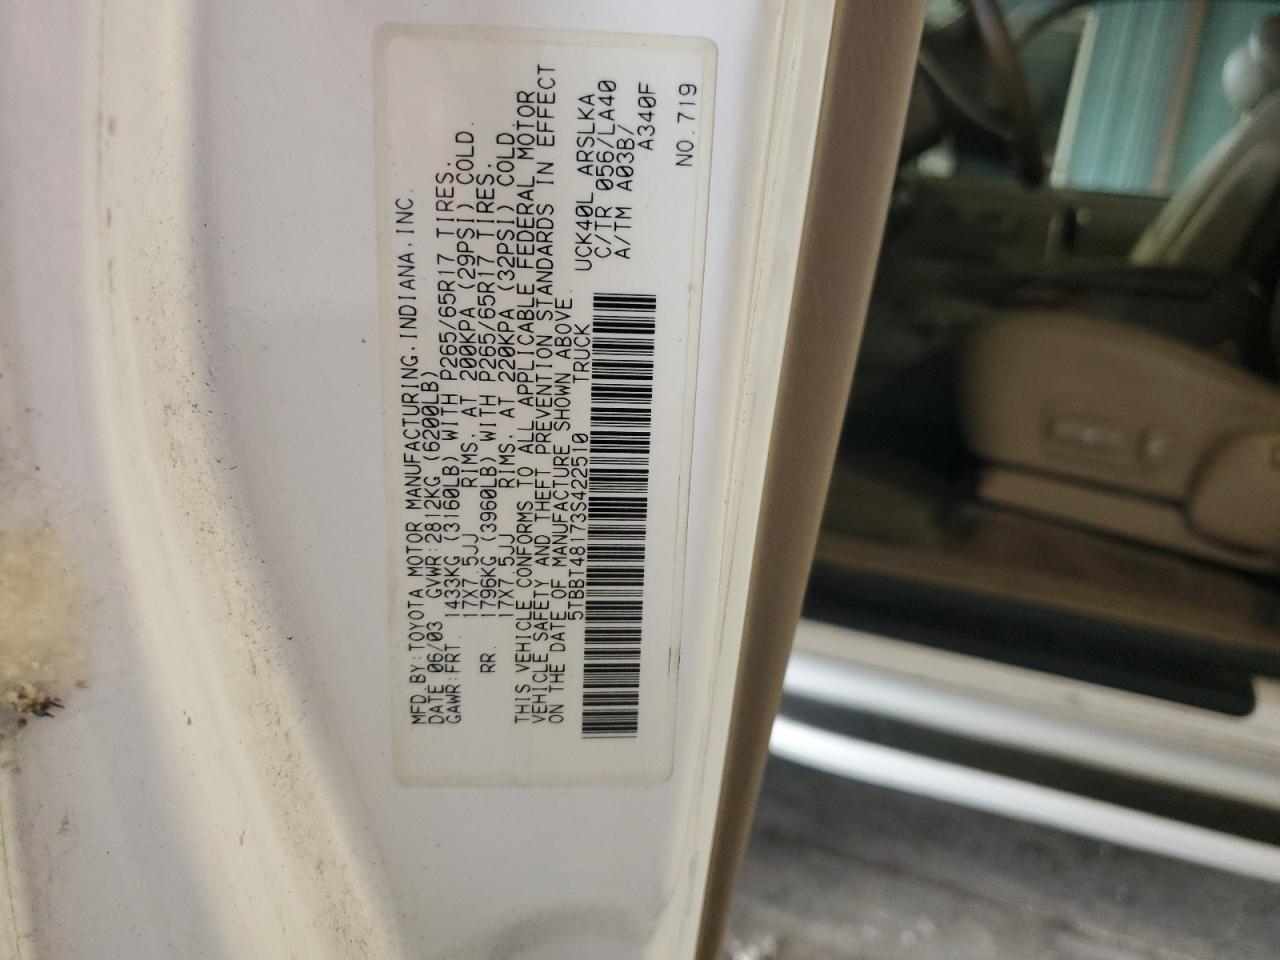 MFD. BY: TOYOTA MOTOR MANUFACTURING, INDIANA, INC.
DATE 06/03 GVWR: 2812KG (6200LB)
GAWR: FRT. 1433KG (3160LB) WITH P265/65R17 TIRES,
17X7.5JJ RIMS, AT 200KPA (29PSI) COLD.
RR. 1796KG (3960LB) WITH P265/65R17 TIRES,
17X7.5JJ RIMS, AT 220KPA (32PSI) COLD
THIS VEHICLE CONFORMS TO ALL APPLICABLE FEDERAL MOTOR
VEHICLE SAFETY AND THEFT PREVENTION STANDARDS IN EFFECT
ON THE DATE OF MANUFACTURE SHOWN ABOVE.
5TBBT48173S422510 TRUCK
UCK40L ARSLKA
C/TR 056/LA40
A/TM A03B/
A340F
NO. 719